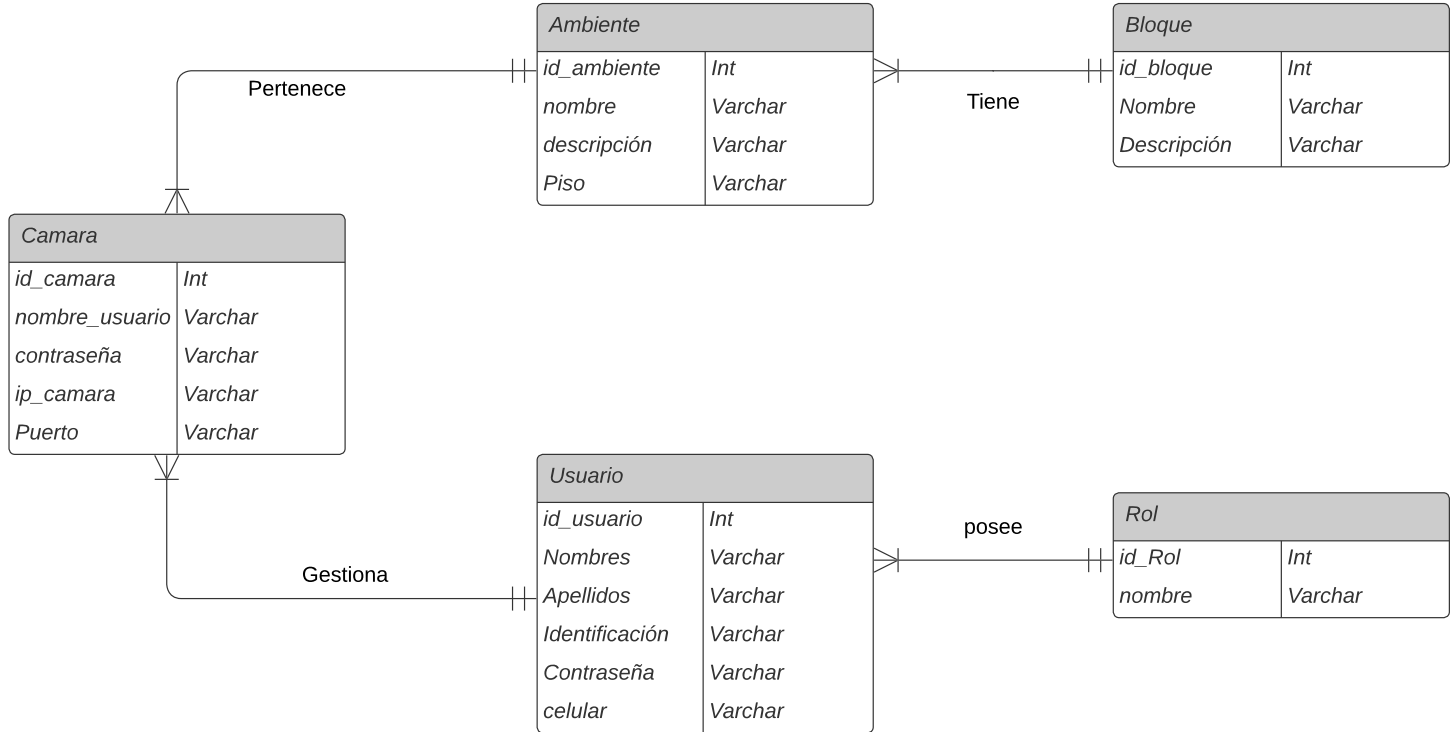 Ambiente
id_ambiente Int
nombre Varchar
descripción Varchar
Piso Varchar
Bloque
id_bloque Int
Nombre Varchar
Descripción Varchar
Pertenece
Tiene
Camara
id_camara Int
nombre_usuario Varchar
contraseña Varchar
ip_camara Varchar
Puerto Varchar
Usuario
id_usuario Int
Nombres Varchar
Apellidos Varchar
Identificación Varchar
Contraseña Varchar
celular Varchar
Gestiona
posee
Rol
id_Rol Int
nombre Varchar